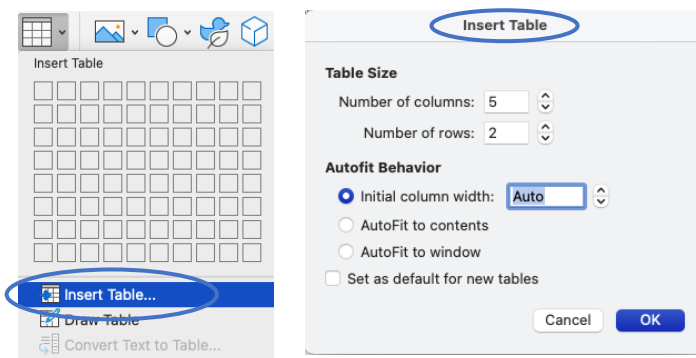 Insert Table
Insert Table...
Draw Table
Convert Text to Table...
Insert Table
Table Size
Number of columns: 5
Number of rows: 2
Autofit Behavior
Initial column width: Auto
AutoFit to contents
AutoFit to window
Set as default for new tables
Cancel OK